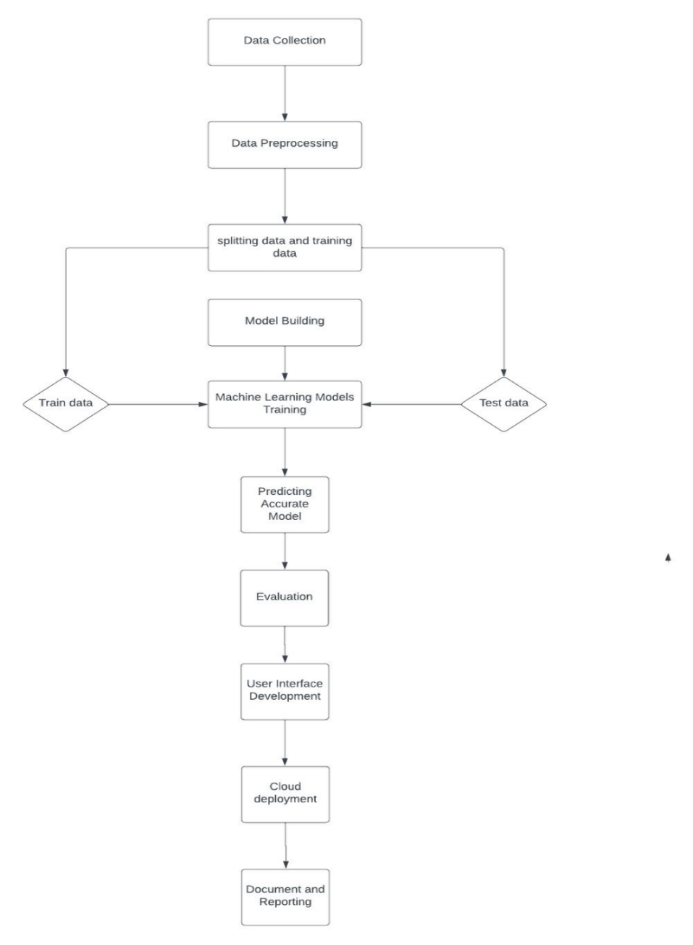 Data Collection
Data Preprocessing
splitting data and training
data
Model Building
Train data
Machine Learning Models
Training
Test data
Predicting
Accurate
Model
Evaluation
User Interface
Development
Cloud
deployment
Document and
Reporting